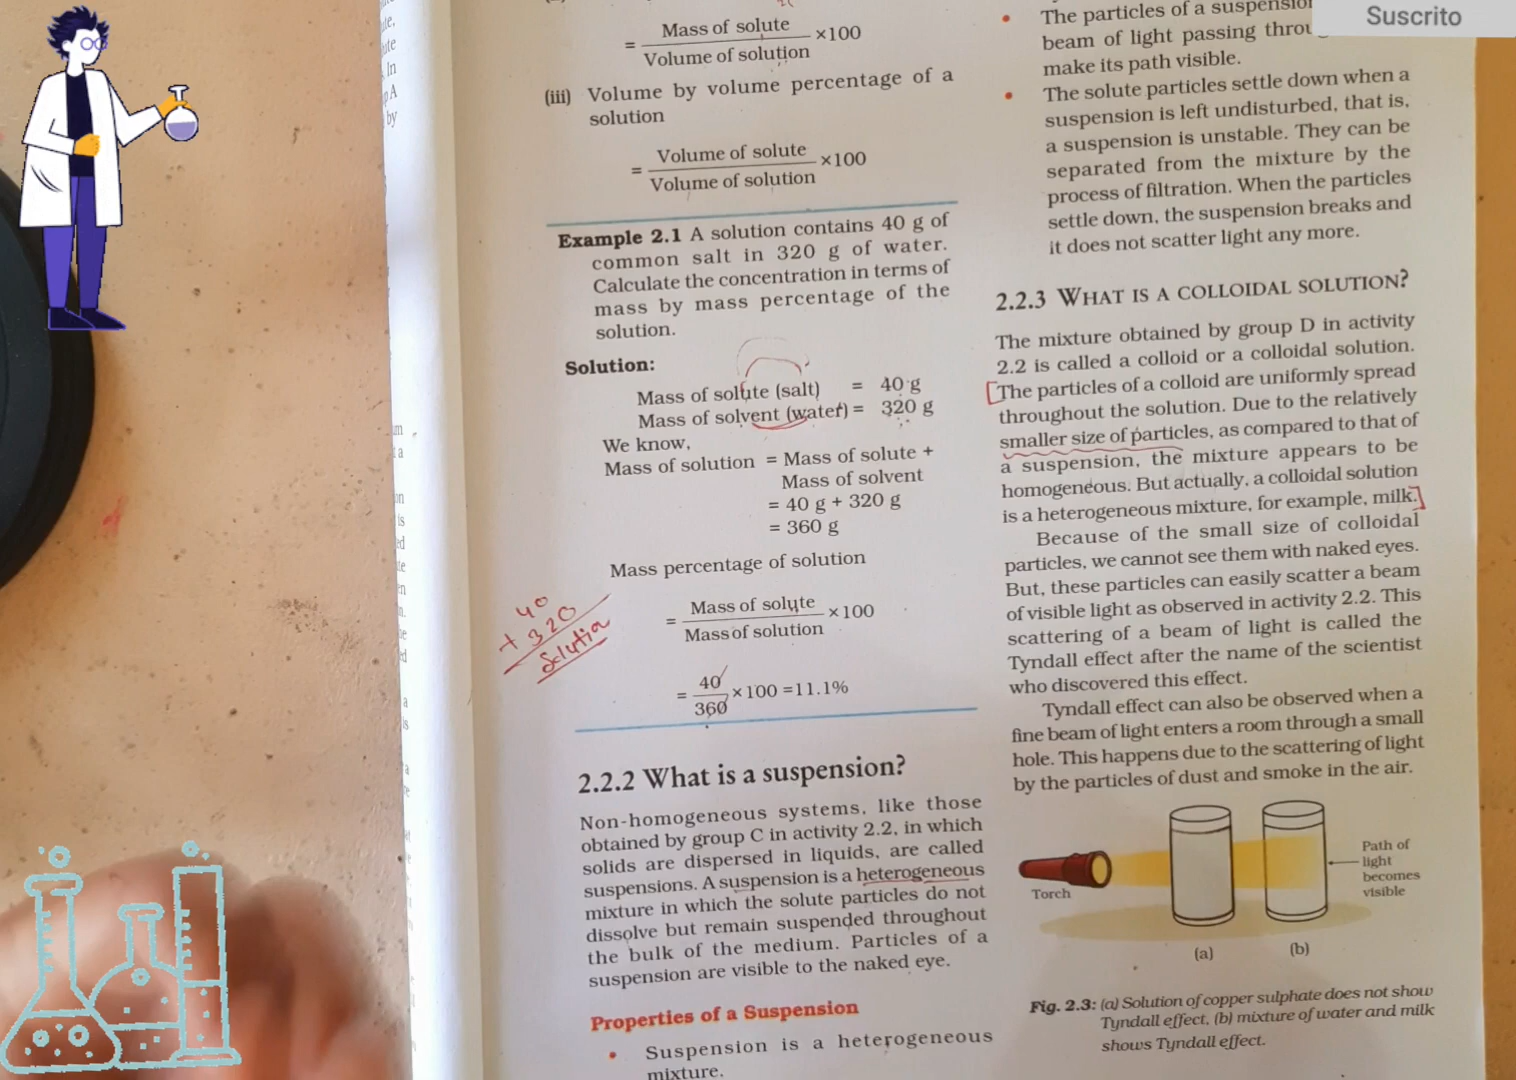 = Mass of solute ×100
Volume of solution
(iii) Volume by volume percentage of a
solution
= Volume of solute ×100
Volume of solution
Example 2.1 A solution contains 40 g of
common salt in 320 g of water.
Calculate the concentration in terms of
mass by mass percentage of the
solution.
Solution:
Mass of solute (salt) = 40 g
Mass of solvent (water) = 320 g
We know,
Mass of solution = Mass of solute +
Mass of solvent
= 40 g + 320 g
= 360 g
Mass percentage of solution
= Mass of solute ×100
Mass of solution
= 40 ×100 =11.1%
360
40
+ 320
Solution
2.2.2 What is a suspension?
Non-homogeneous systems, like those
obtained by group C in activity 2.2, in which
solids are dispersed in liquids, are called
suspensions. A suspension is a heterogeneous
mixture in which the solute particles do not
dissolve but remain suspended throughout
the bulk of the medium. Particles of a
suspension are visible to the naked eye.
Properties of a Suspension
• Suspension is a heterogeneous
mixture.
Suscrito
• The particles of a
beam of light passing
make its path visible.
• The solute particles settle down when a
suspension is left undisturbed, that is,
a suspension is unstable. They can be
separated from the mixture by the
process of filtration. When the particles
settle down, the suspension breaks and
it does not scatter light any more.
2.2.3 WHAT IS A COLLOIDAL SOLUTION?
The mixture obtained by group D in activity
2.2 is called a colloid or a colloidal solution.
The particles of a colloid are uniformly spread
throughout the solution. Due to the relatively
smaller size of particles, as compared to that of
a suspension, the mixture appears to be
homogeneous. But actually, a colloidal solution
is a heterogeneous mixture, for example, milk.
Because of the small size of colloidal
particles, we cannot see them with naked eyes.
But, these particles can easily scatter a beam
of visible light as observed in activity 2.2. This
scattering of a beam of light is called the
Tyndall effect after the name of the scientist
who discovered this effect.
Tyndall effect can also be observed when a
fine beam of light enters a room through a small
hole. This happens due to the scattering of light
by the particles of dust and smoke in the air.
Torch
Path of
light
becomes
visible
(a)
(b)
Fig. 2.3: (a) Solution of copper sulphate does not show
Tyndall effect, (b) mixture of water and milk
shows Tyndall effect.